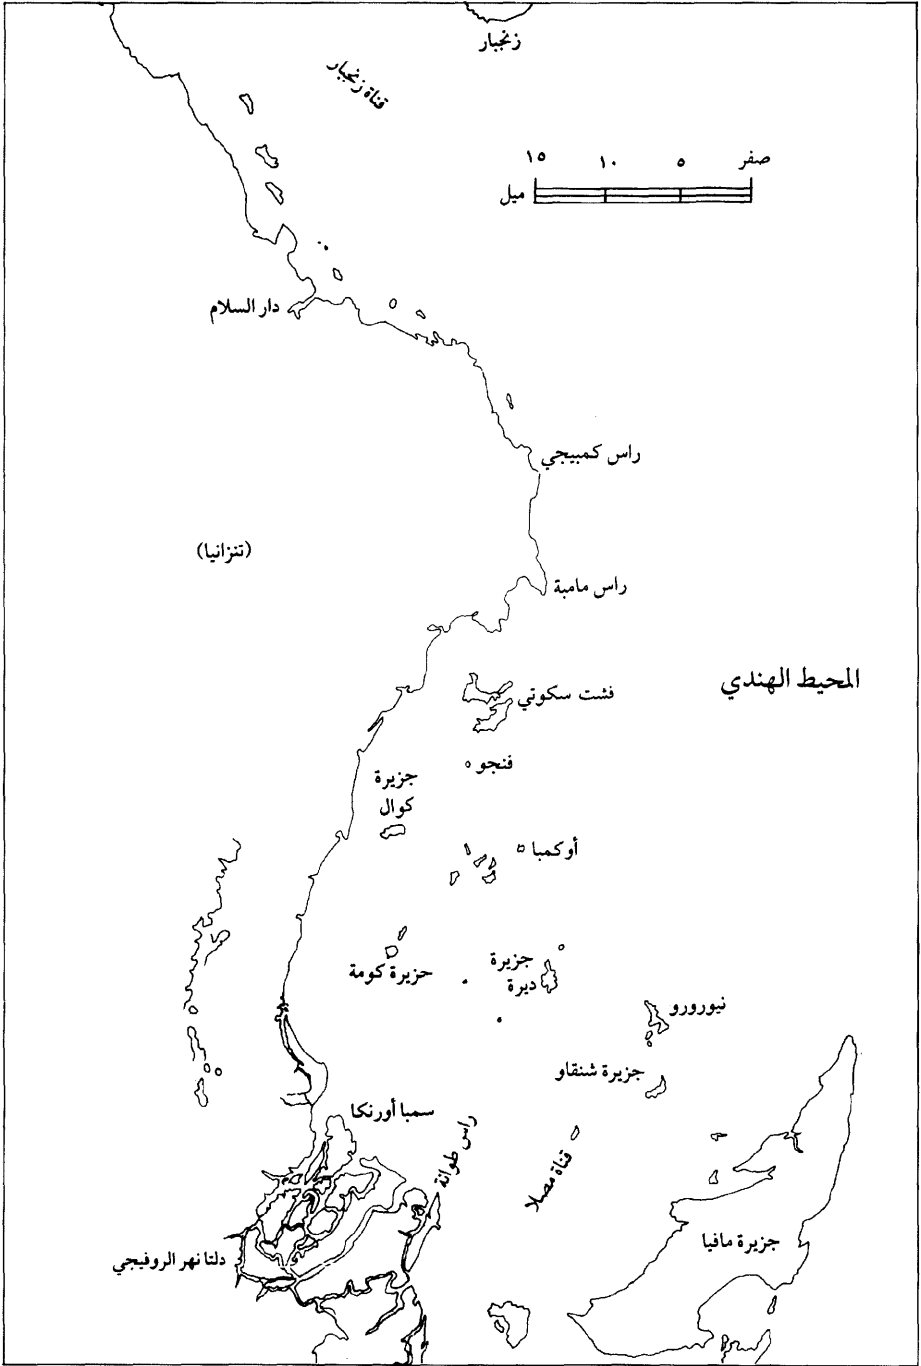 زنجبار
قناة زنجبار
صفر ٥ ١٠ ١٥
ميل
دار السلام
راس كمبيجي
(تنزانيا)
راس مامبة
المحيط الهندي
فشت سكوتي
فنجو
جزيرة
كوال
أوكمبا
جزيرة
ديرة
حزيرة كومة
نيورورو
جزيرة شنقاو
سمبا أورنكا
راس طوانة
قناة مصلا
جزيرة مافيا
دلتا نهر الروفيجي